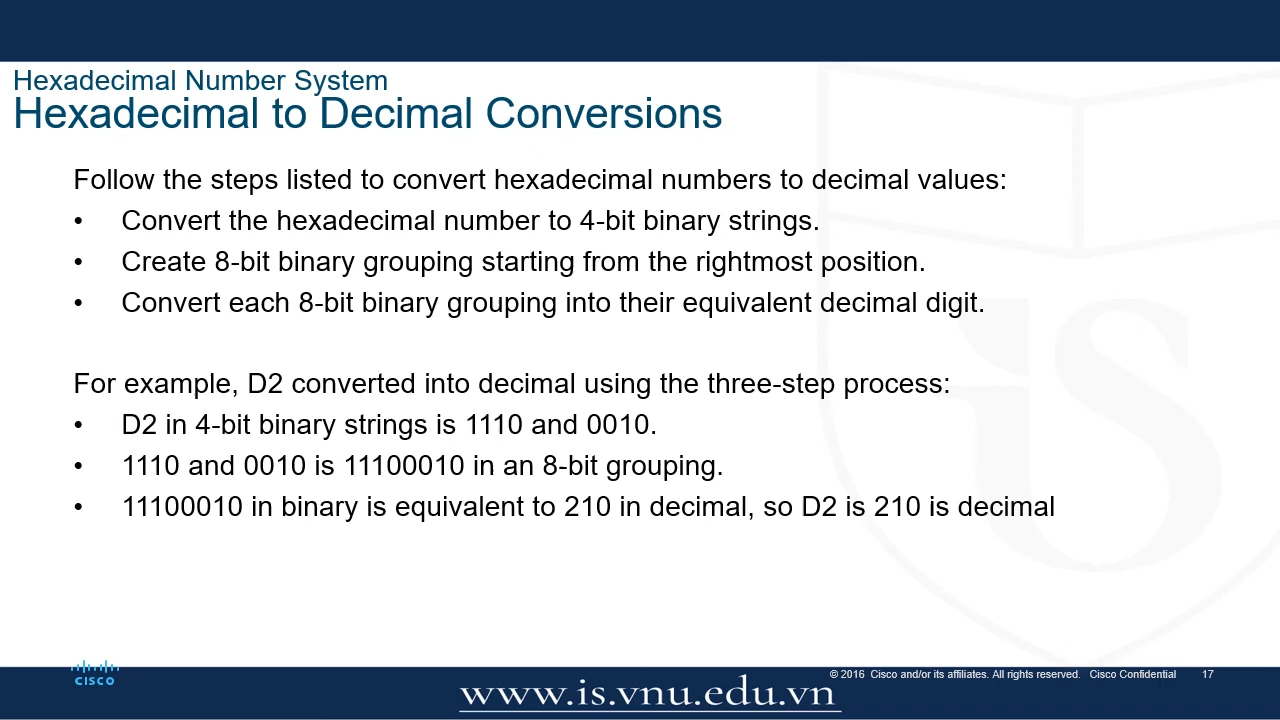 Hexadecimal Number System
Hexadecimal to Decimal Conversions
Follow the steps listed to convert hexadecimal numbers to decimal values:
• Convert the hexadecimal number to 4-bit binary strings.
• Create 8-bit binary grouping starting from the rightmost position.
• Convert each 8-bit binary grouping into their equivalent decimal digit.
For example, D2 converted into decimal using the three-step process:
• D2 in 4-bit binary strings is 1110 and 0010.
• 1110 and 0010 is 11100010 in an 8-bit grouping.
• 11100010 in binary is equivalent to 210 in decimal, so D2 is 210 is decimal
iS
CISCO
© 2016 Cisco and/or its affiliates. All rights reserved. Cisco Confidential 17
www.is.vnu.edu.vn